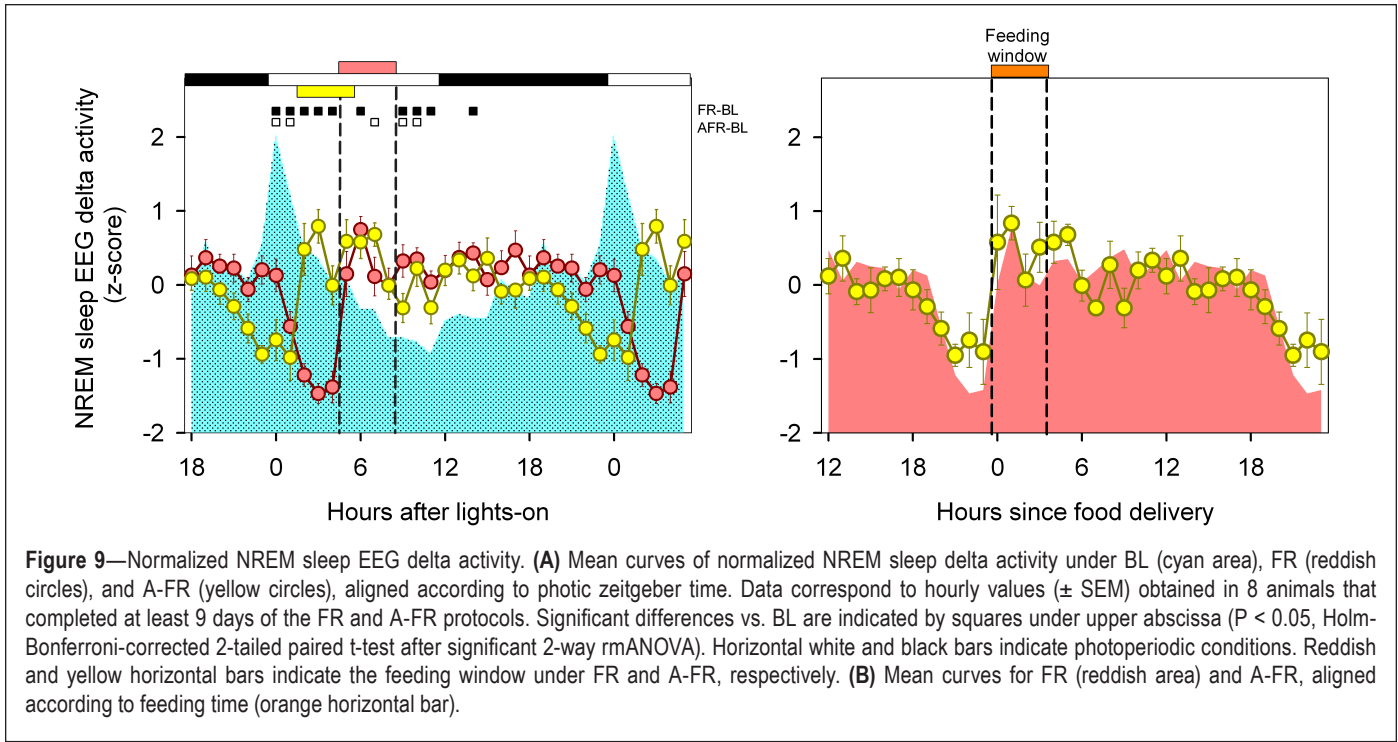 Feeding
window
FR-BL
AFR-BL
NREM sleep EEG delta activity
(z-score)
2
1
0
-1
-2
18 0 6 12 18 0
Hours after lights-on
2
1
0
-1
-2
12 18 0 6 12 18
Hours since food delivery
Figure 9—Normalized NREM sleep EEG delta activity. (A) Mean curves of normalized NREM sleep delta activity under BL (cyan area), FR (reddish
circles), and A-FR (yellow circles), aligned according to photic zeitgeber time. Data correspond to hourly values (± SEM) obtained in 8 animals that
completed at least 9 days of the FR and A-FR protocols. Significant differences vs. BL are indicated by squares under upper abscissa (P < 0.05, Holm-
Bonferroni-corrected 2-tailed paired t-test after significant 2-way rmANOVA). Horizontal white and black bars indicate photoperiodic conditions. Reddish
and yellow horizontal bars indicate the feeding window under FR and A-FR, respectively. (B) Mean curves for FR (reddish area) and A-FR, aligned
according to feeding time (orange horizontal bar).